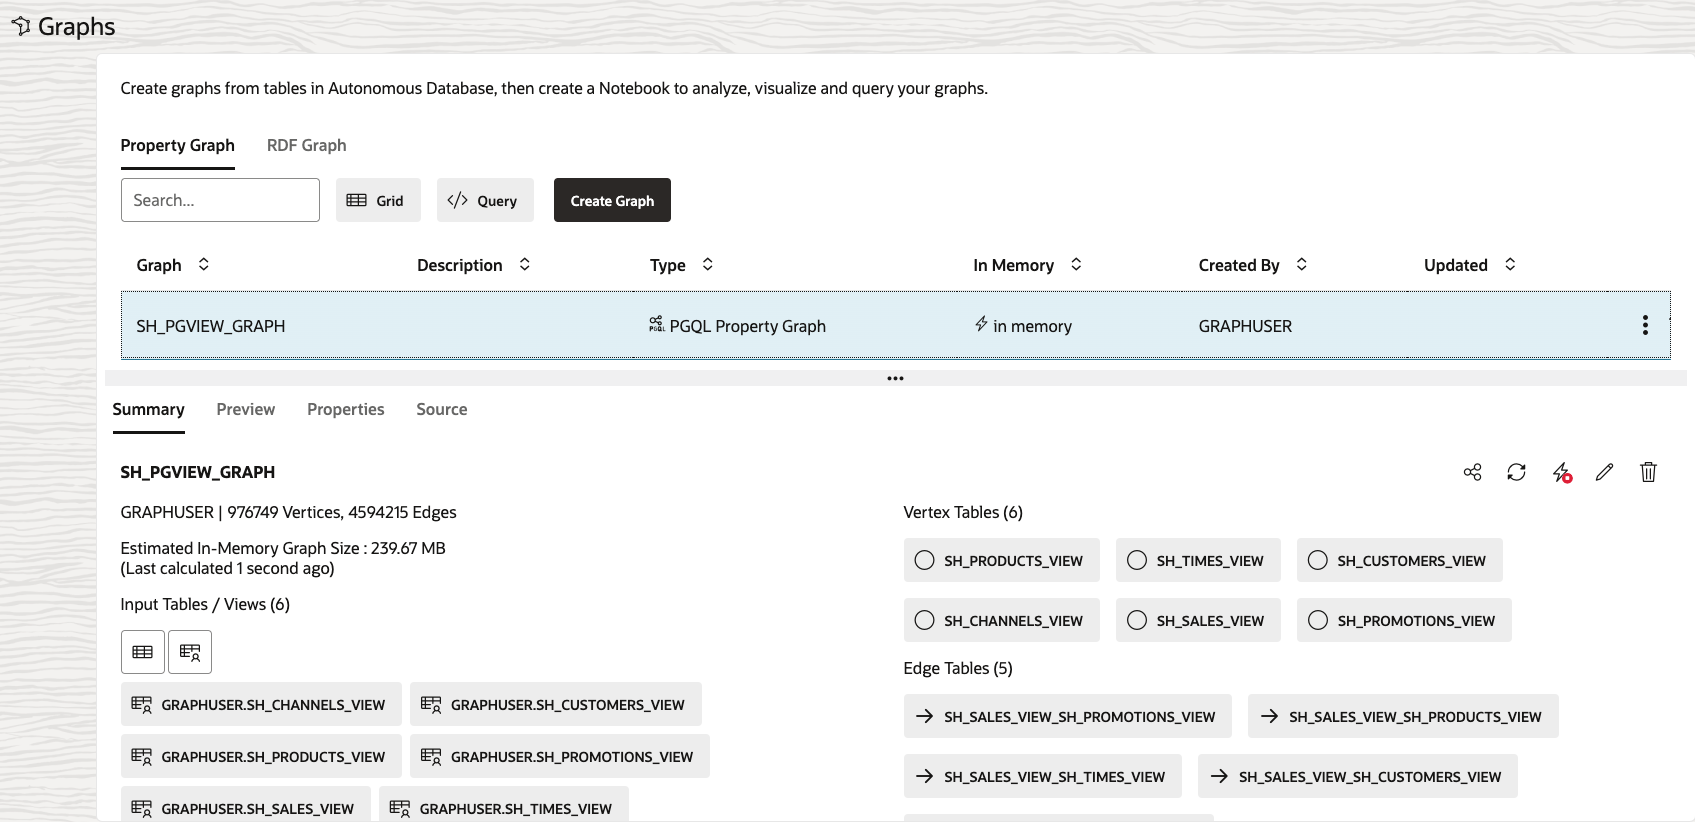 Graphs
Create graphs from tables in Autonomous Database, then create a Notebook to analyze, visualize and query your graphs.
Property Graph RDF Graph
Search... Grid Query Create Graph
Graph Description Type In Memory Created By Updated
SH_PGVIEW_GRAPH PGQL PGQL Property Graph in memory GRAPHUSER
Summary Preview Properties Source
SH_PGVIEW_GRAPH
GRAPHUSER | 976749 Vertices, 4594215 Edges
Estimated In-Memory Graph Size : 239.67 MB
(Last calculated 1 second ago)
Input Tables / Views (6)
GRAPHUSER.SH_CHANNELS_VIEW GRAPHUSER.SH_CUSTOMERS_VIEW
GRAPHUSER.SH_PRODUCTS_VIEW GRAPHUSER.SH_PROMOTIONS_VIEW
GRAPHUSER.SH_SALES_VIEW GRAPHUSER.SH_TIMES_VIEW
Vertex Tables (6)
SH_PRODUCTS_VIEW SH_TIMES_VIEW SH_CUSTOMERS_VIEW
SH_CHANNELS_VIEW SH_SALES_VIEW SH_PROMOTIONS_VIEW
Edge Tables (5)
SH_SALES_VIEW_SH_PROMOTIONS_VIEW SH_SALES_VIEW_SH_PRODUCTS_VIEW
SH_SALES_VIEW_SH_TIMES_VIEW SH_SALES_VIEW_SH_CUSTOMERS_VIEW